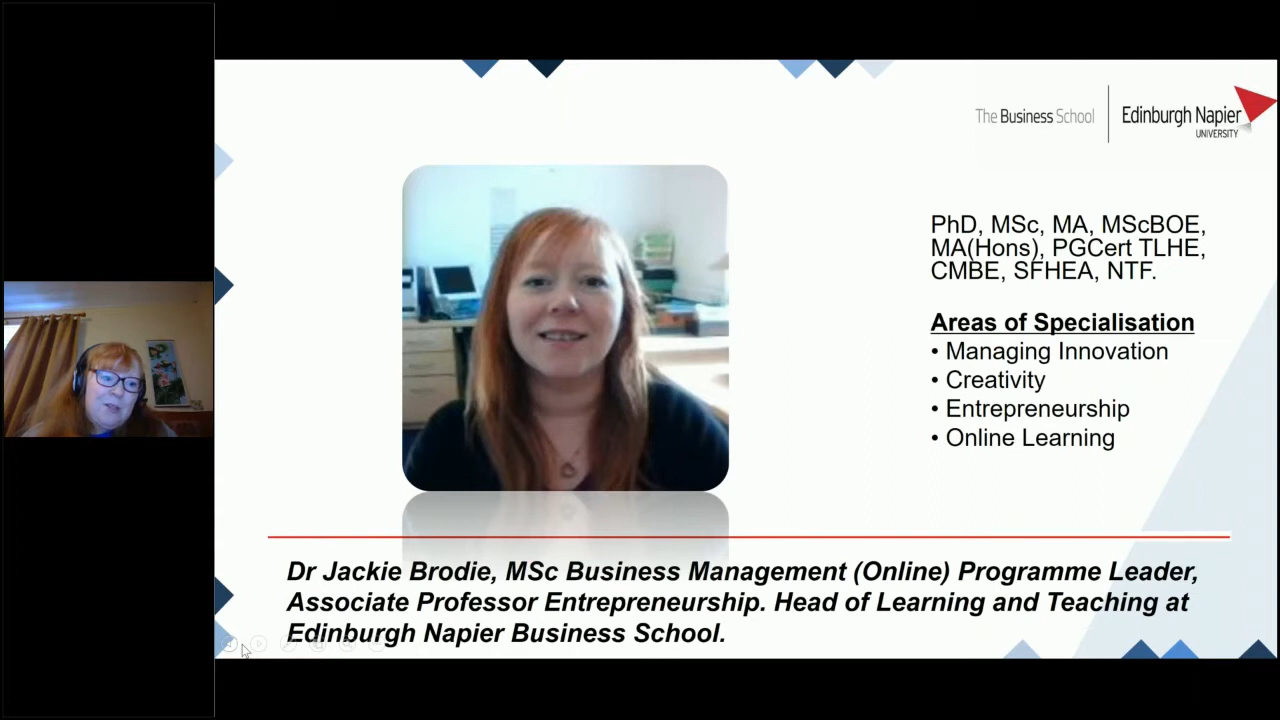 The Business School
Edinburgh Napier
UNIVERSITY
PhD, MSc, MA, MScBOE,
MA(Hons), PGCert TLHE,
CMBE, SFHEA, NTF.
Areas of Specialisation
• Managing Innovation
• Creativity
• Entrepreneurship
• Online Learning
Dr Jackie Brodie, MSc Business Management (Online) Programme Leader,
Associate Professor Entrepreneurship. Head of Learning and Teaching at
Edinburgh Napier Business School.